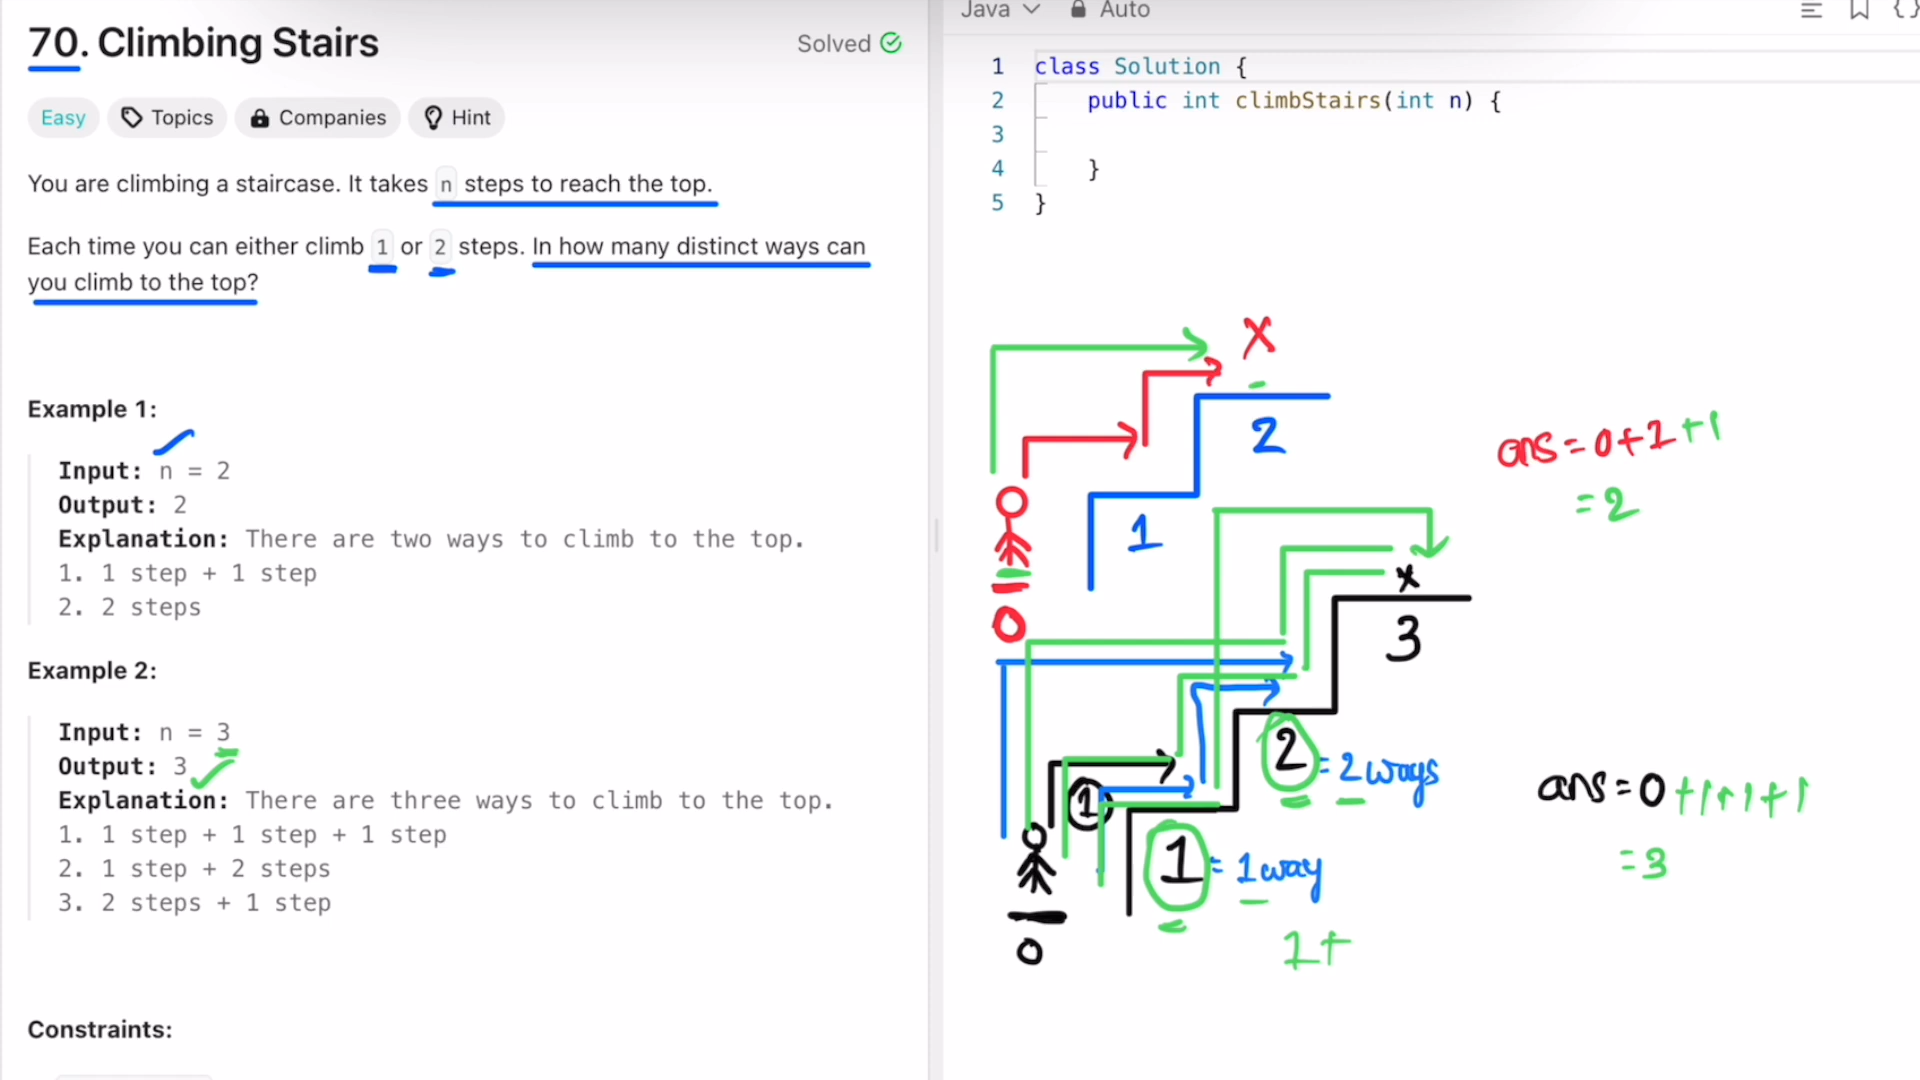 70. Climbing Stairs
Solved
Easy
Topics
Companies
Hint
You are climbing a staircase. It takes n steps to reach the top.
Each time you can either climb 1 or 2 steps. In how many distinct ways can
you climb to the top?
Example 1:
Input: n = 2
Output: 2
Explanation: There are two ways to climb to the top.
1. 1 step + 1 step
2. 2 steps
Example 2:
Input: n = 3
Output: 3
Explanation: There are three ways to climb to the top.
1. 1 step + 1 step + 1 step
2. 1 step + 2 steps
3. 2 steps + 1 step
Constraints:
Java
Auto
1 class Solution {
2 public int climbStairs(int n) {
3
4 }
5 }
X
2
1
0
ans = 0+1+1
=2
x
3
2 = 2 ways
1
1 = 1 way
0
1+
ans = 0+1+1+1
=3